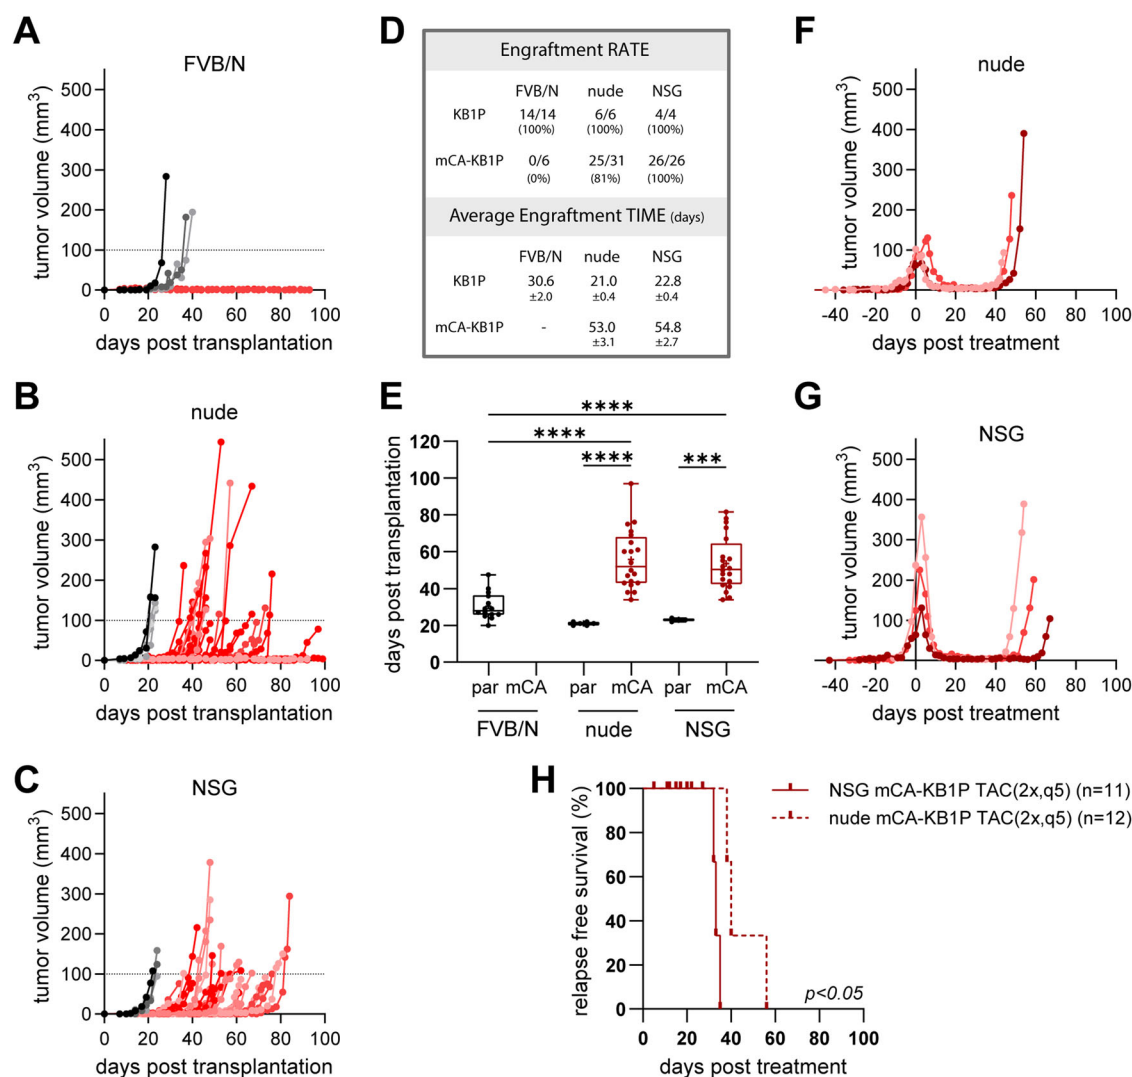 A
FVB/N
tumor volume (mm³)
500
400
300
200
100
0
0 20 40 60 80 100
days post transplantation
B
nude
tumor volume (mm³)
500
400
300
200
100
0
0 20 40 60 80 100
days post transplantation
C
NSG
tumor volume (mm³)
500
400
300
200
100
0
0 20 40 60 80 100
days post transplantation
D
Engraftment RATE
FVB/N nude NSG
KB1P 14/14 6/6 4/4
(100%) (100%) (100%)
mCA-KB1P 0/6 25/31 26/26
(0%) (81%) (100%)
Average Engraftment TIME (days)
FVB/N nude NSG
KB1P 30.6 21.0 22.8
±2.0 ±0.4 ±0.4
mCA-KB1P - 53.0 54.8
±3.1 ±2.7
E
days post transplantation
120
100
80
60
40
20
0
****
****
**** ***
par mCA par mCA par mCA
FVB/N nude NSG
F
nude
tumor volume (mm³)
500
400
300
200
100
0
-40 -20 0 20 40 60
days post treatment
G
NSG
tumor volume (mm³)
500
400
300
200
100
0
-40 -20 0 20 40 60
days post treatment
H
relapse free survival (%)
100
80
60
40
20
0
0 20 40 60 80 100
days post treatment
p<0.05
NSG mCA-KB1P TAC(2x,q5) (n=11)
nude mCA-KB1P TAC(2x,q5) (n=12)